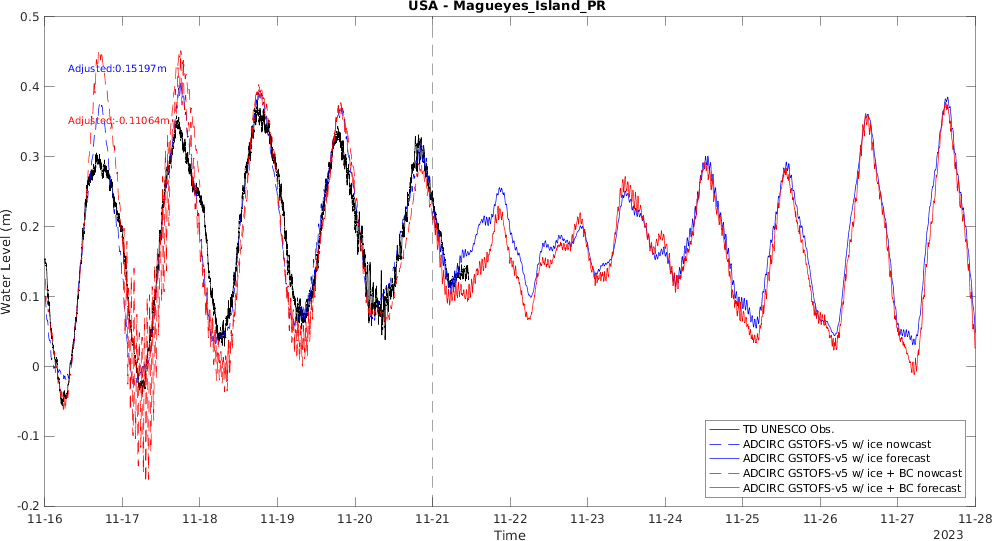 USA - Magueyes_Island_PR
0.5
0.4
0.3
0.2
0.1
0
-0.1
-0.2
Water Level (m)
Adjusted:0.15197m
Adjusted:-0.11064m
TD UNESCO Obs.
ADCIRC GSTOFS-v5 w/ ice nowcast
ADCIRC GSTOFS-v5 w/ ice forecast
ADCIRC GSTOFS-v5 w/ ice + BC nowcast
ADCIRC GSTOFS-v5 w/ ice + BC forecast
11-16 11-17 11-18 11-19 11-20 11-21 11-22 11-23 11-24 11-25 11-26 11-27 11-28
Time
2023